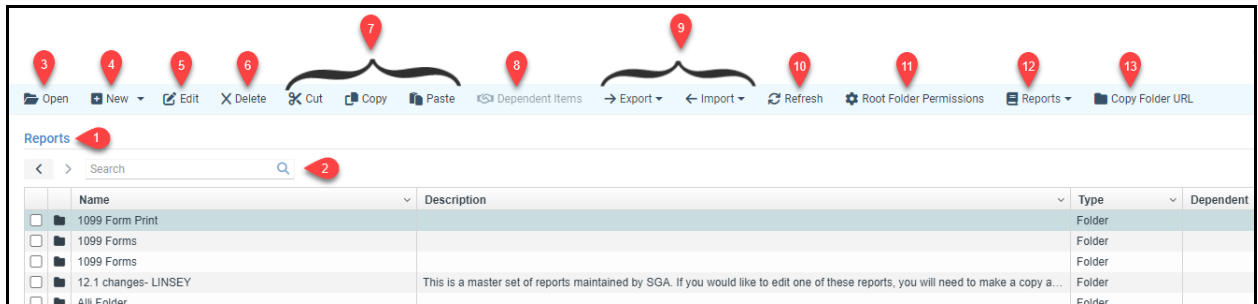 7 9
3 4 5 6 8 10 11 12 13
Open New Edit Delete Cut Copy Paste Dependent Items Export Import Refresh Root Folder Permissions Reports Copy Folder URL
Reports 1
Search 2
Name Description Type Dependent
1099 Form Print Folder
1099 Forms Folder
1099 Forms Folder
12.1 changes- LINSEY This is a master set of reports maintained by SGA. If you would like to edit one of these reports, you will need to make a copy a... Folder
Alli Folder Folder